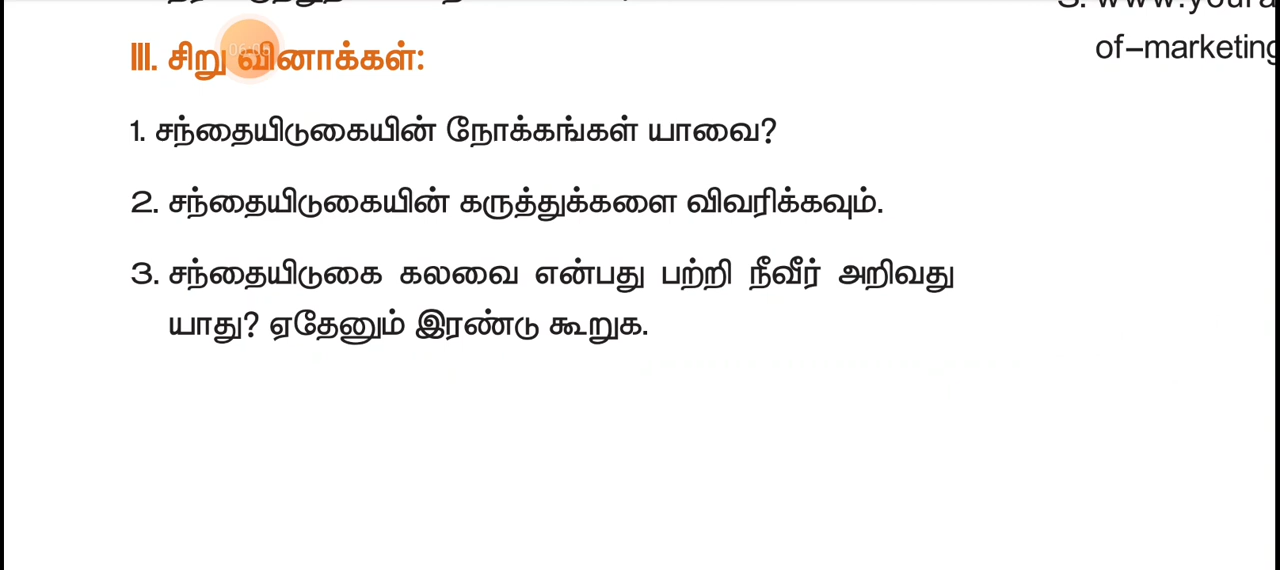 of–marketing
III. சிறு வினாக்கள்:
1. சந்தையிடுகையின் நோக்கங்கள் யாவை?
2. சந்தையிடுகையின் கருத்துக்களை விவரிக்கவும்.
3. சந்தையிடுகை கலவை என்பது பற்றி நீவீர் அறிவது
யாது? ஏதேனும் இரண்டு கூறுக.